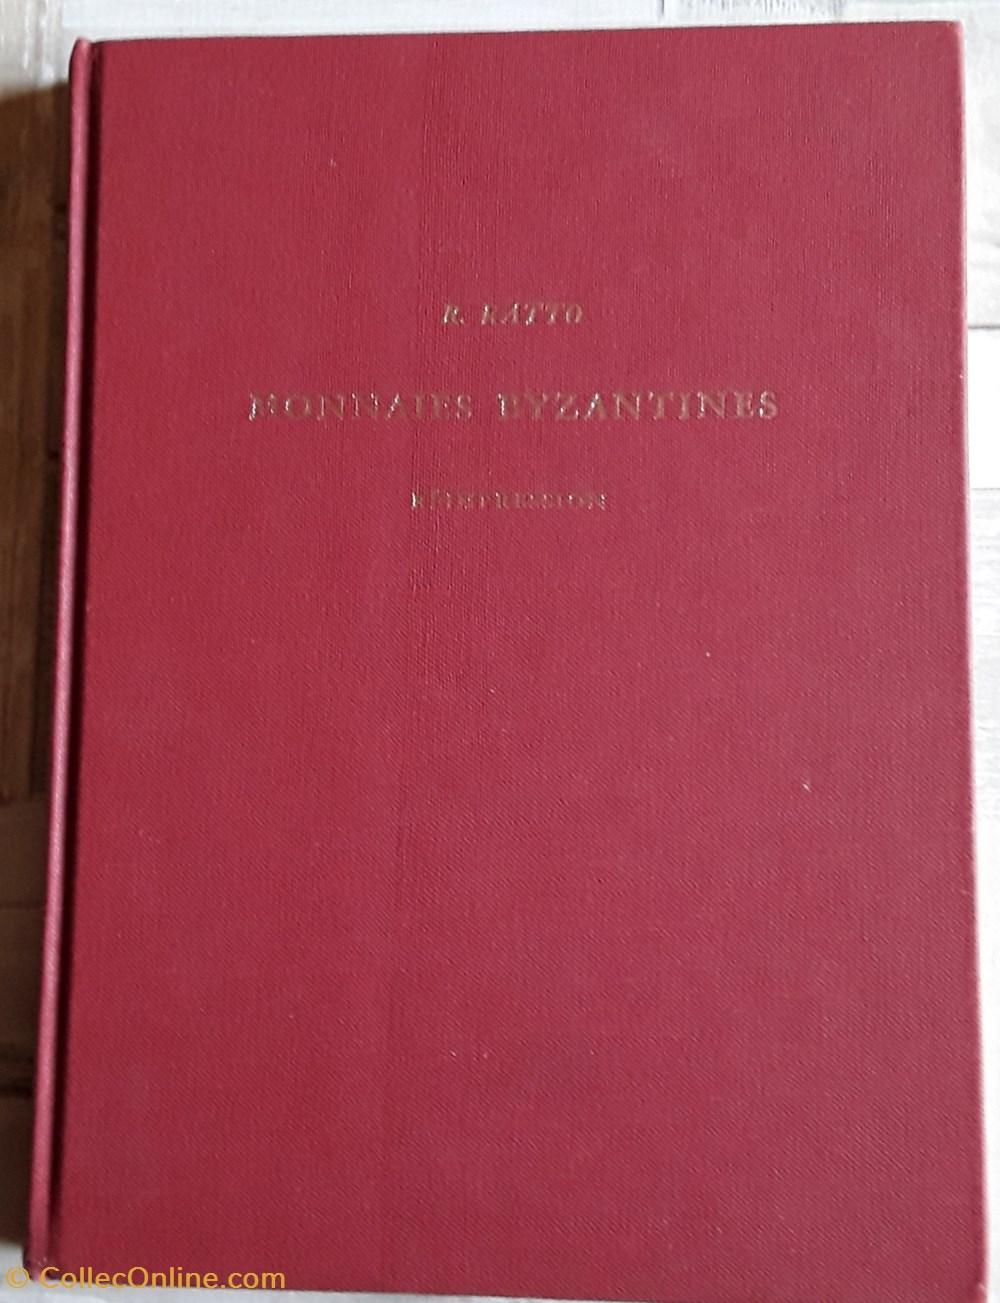 R. RATTO
MONNAIES BYZANTINES
RÉIMPRESSION
© CollecOnline.com